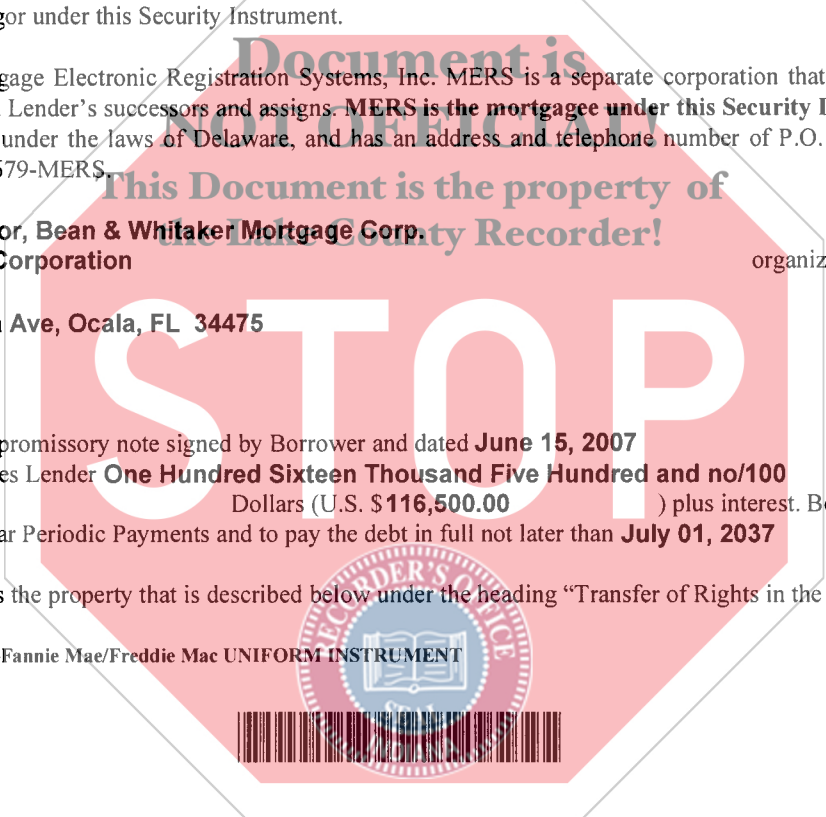 gor under this Security Instrument.
Document is
gage Electronic Registration Systems, Inc. MERS is a separate corporation that
Lender's successors and assigns. MERS is the mortgagee under this Security I
NOT OFFICIAL!
under the laws of Delaware, and has an address and telephone number of P.O.
579-MERS.
This Document is the property of
or, Bean & Whitaker Mortgage Corp.
the Lake County Recorder!
Corporation organiz
Ave, Ocala, FL 34475
STOP
promissory note signed by Borrower and dated June 15, 2007
es Lender One Hundred Sixteen Thousand Five Hundred and no/100
Dollars (U.S. $116,500.00 ) plus interest. B
ar Periodic Payments and to pay the debt in full not later than July 01, 2037
s the property that is described below under the heading “Transfer of Rights in the
RECORDER'S OFFICE
Fannie Mae/Freddie Mac UNIFORM INSTRUMENT
SEAL
INDIANA